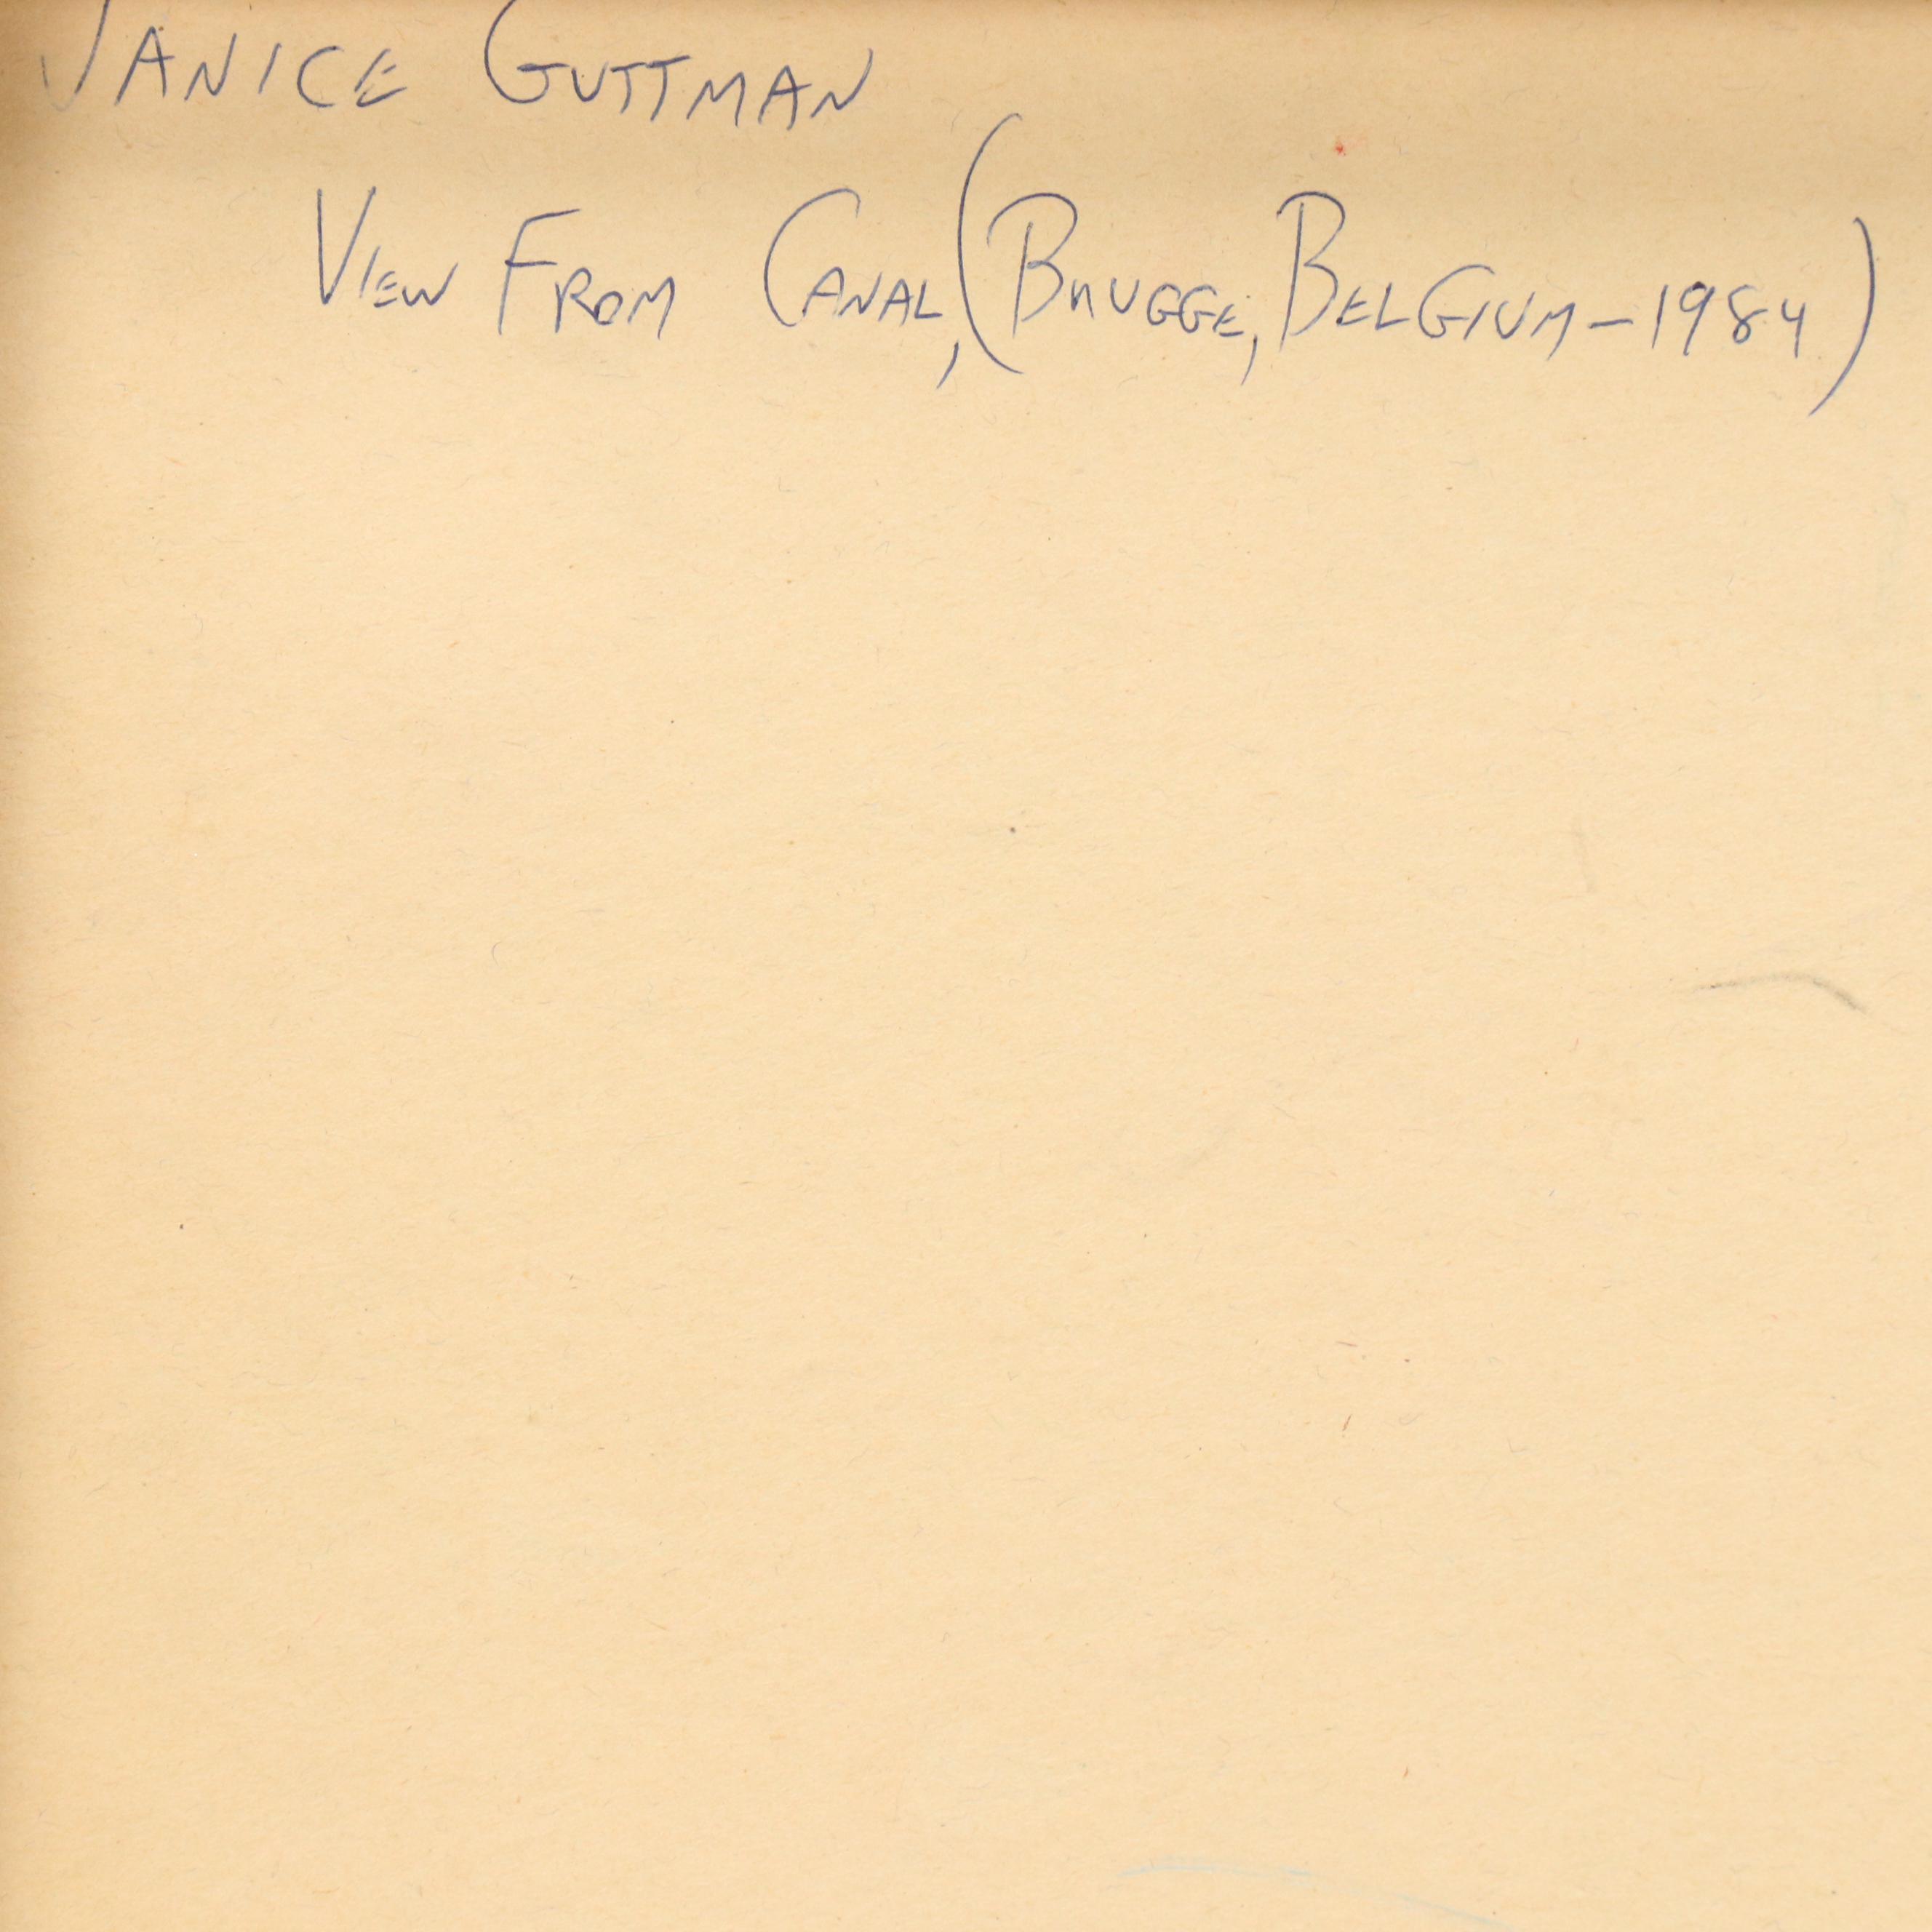 JANICE GUTTMAN
VIEW FROM CANAL, (BRUGGE, BELGIUM - 1984)